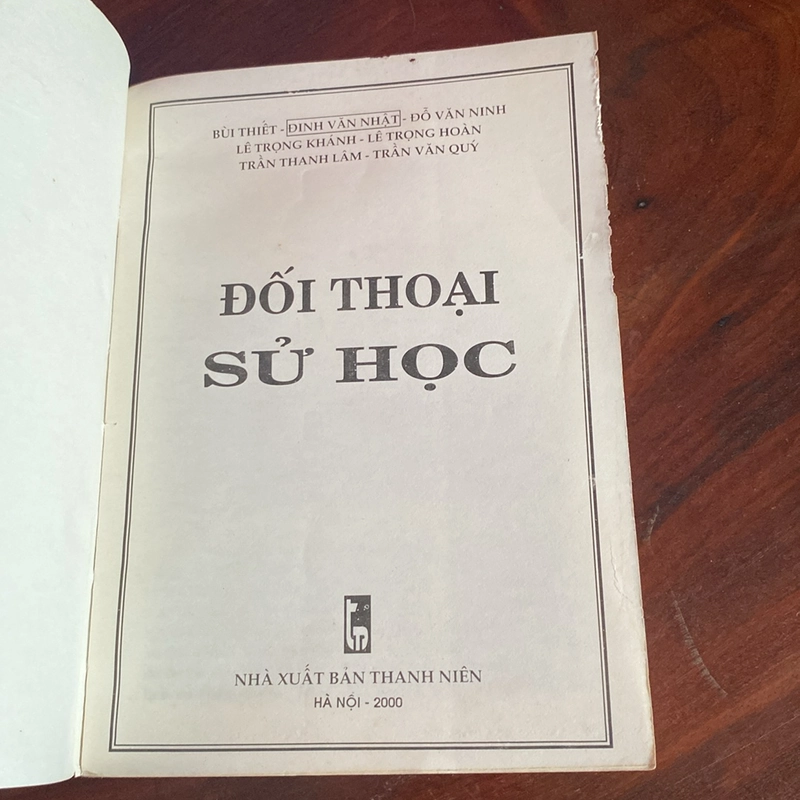 BÙI THIẾT - ĐINH VĂN NHẬT - ĐỖ VĂN NINH
LÊ TRỌNG KHÁNH - LÊ TRỌNG HOÀN
TRẦN THANH LÂM - TRẦN VĂN QUÝ
ĐỐI THOẠI
SỬ HỌC
NHÀ XUẤT BẢN THANH NIÊN
HÀ NỘI - 2000